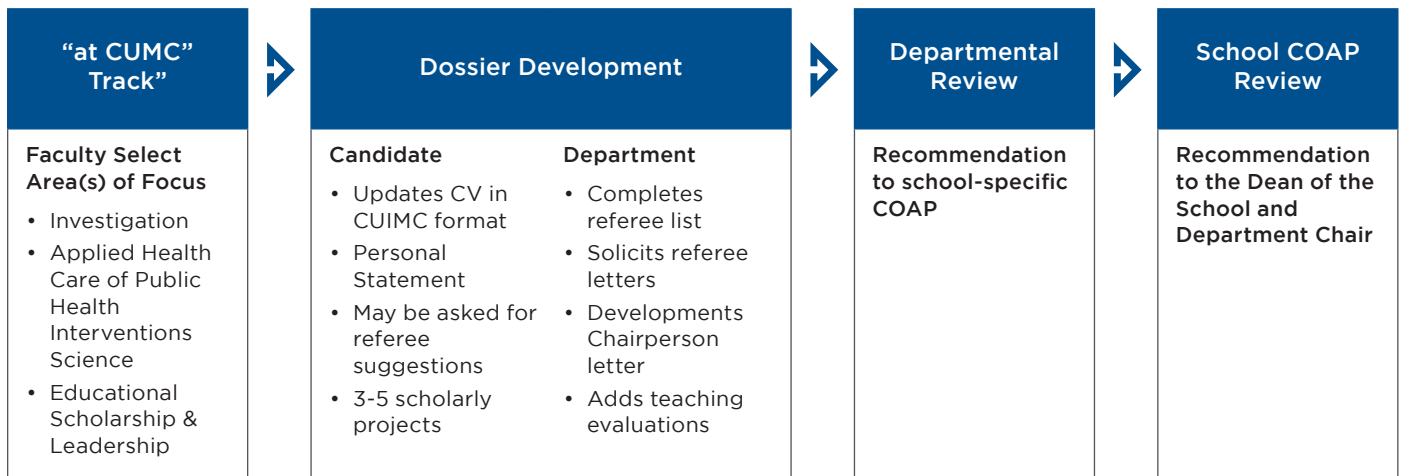 “at CUMC”
Track”
Dossier Development
Departmental
Review
School COAP
Review
Faculty Select
Area(s) of Focus
• Investigation
• Applied Health
Care of Public
Health
Interventions
Science
• Educational
Scholarship &
Leadership
Candidate
• Updates CV in
CUIMC format
• Personal
Statement
• May be asked for
referee
suggestions
• 3-5 scholarly
projects
Department
• Completes
referee list
• Solicits referee
letters
• Developments
Chairperson
letter
• Adds teaching
evaluations
Recommendation
to school-specific
COAP
Recommendation
to the Dean of the
School and
Department Chair